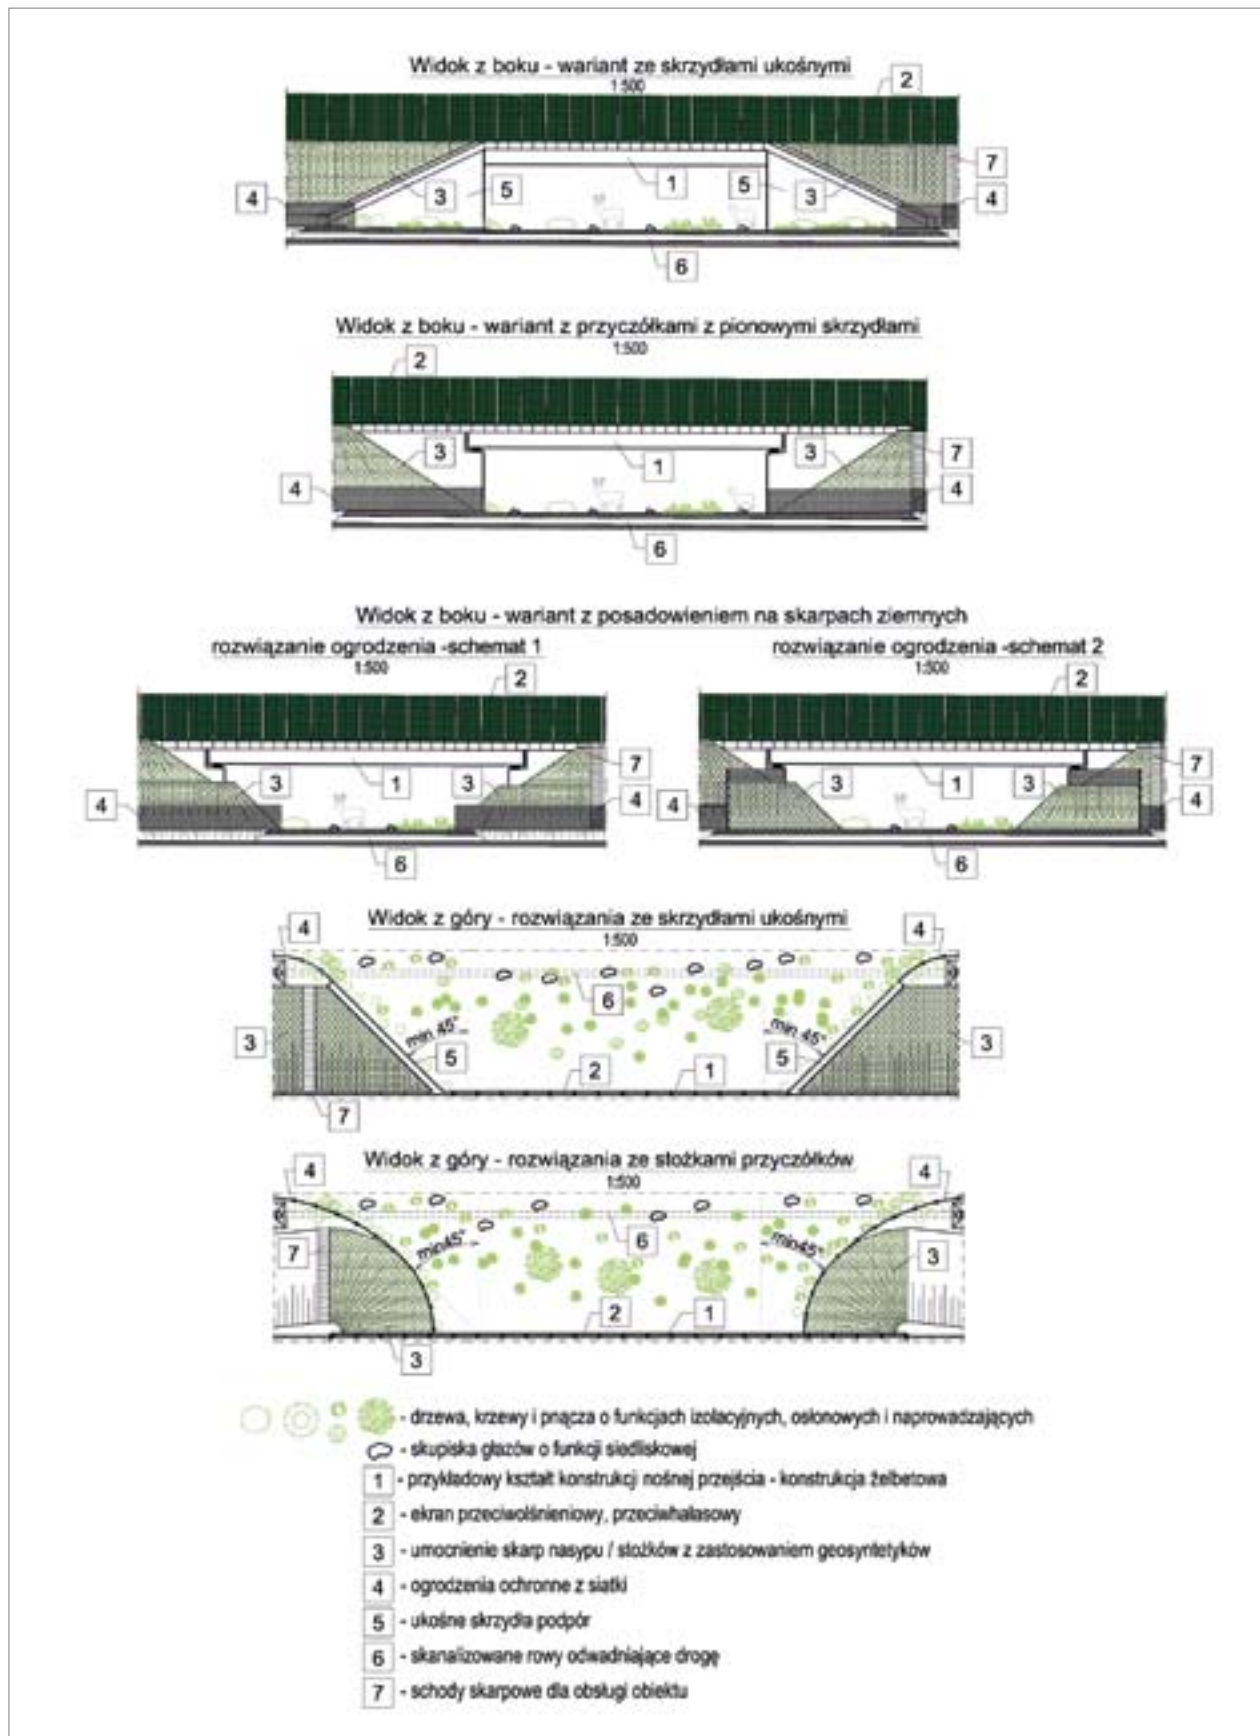 Widok z boku - wariant ze skrzydłami ukośnymi
1:500
2
7
4
3
5
1
5
3
4
6
Widok z boku - wariant z przyczółkami z pionowymi skrzydłami
1:500
2
3
1
3
7
4
4
6
Widok z boku - wariant z posadowieniem na skarpach ziemnych
rozwiązanie ogrodzenia -schemat 1
1:500
2
3
1
3
7
4
4
6
rozwiązanie ogrodzenia -schemat 2
1:500
2
3
1
3
7
4
4
6
Widok z góry - rozwiązania ze skrzydłami ukośnymi
1:500
4
4
6
min 45°
min 45°
3
5
5
3
2
1
7
Widok z góry - rozwiązania ze stożkami przyczółków
1:500
4
4
6
7
min45°
min45°
3
2
1
3
- drzewa, krzewy i pnącza o funkcjach izolacyjnych, osłonowych i naprowadzających
- skupiska głazów o funkcji siedliskowej
1 - przykładowy kształt konstrukcji nośnej przejścia - konstrukcja żelbetowa
2 - ekran przeciwolśnieniowy, przeciwhałasowy
3 - umocnienie skarp nasypu / stożków z zastosowaniem geosyntetyków
4 - ogrodzenia ochronne z siatki
5 - ukośne skrzydła podpór
6 - skanalizowane rowy odwadniające drogę
7 - schody skarpowe dla obsługi obiektu